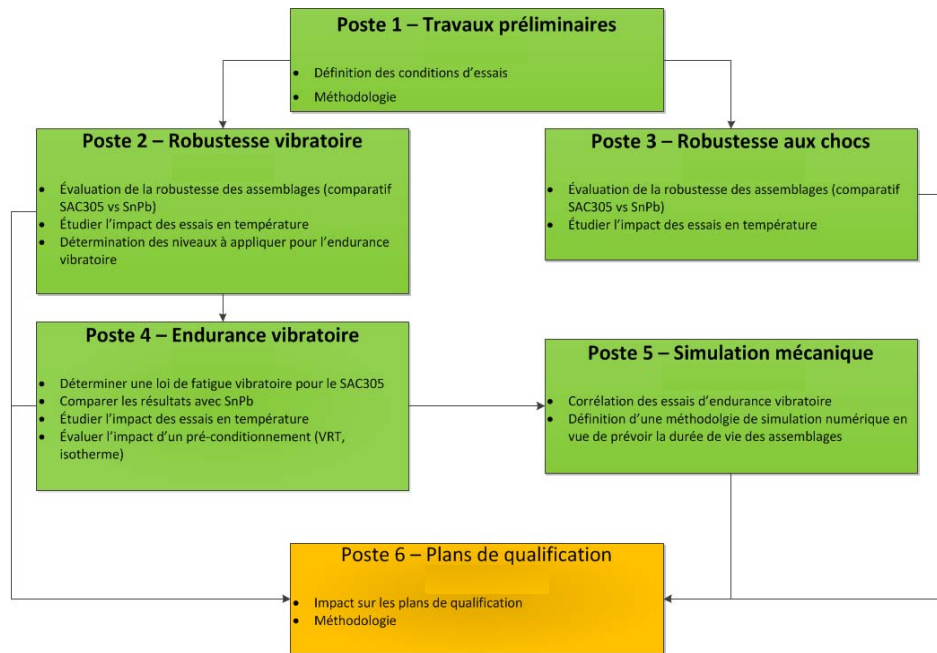 Poste 1 – Travaux préliminaires
• Définition des conditions d'essais
• Méthodologie
Poste 2 – Robustesse vibratoire
• Évaluation de la robustesse des assemblages (comparatif
SAC305 vs SnPb)
• Étudier l'impact des essais en température
• Détermination des niveaux à appliquer pour l'endurance
vibratoire
Poste 3 – Robustesse aux chocs
• Évaluation de la robustesse des assemblages (comparatif
SAC305 vs SnPb)
• Étudier l'impact des essais en température
Poste 4 – Endurance vibratoire
• Déterminer une loi de fatigue vibratoire pour le SAC305
• Comparer les résultats avec SnPb
• Étudier l'impact des essais en température
• Évaluer l'impact d'un pré-conditionnement (VRT,
isotherme)
Poste 5 – Simulation mécanique
• Corrélation des essais d'endurance vibratoire
• Définition d'une méthodolgie de simulation numérique en
vue de prévoir la durée de vie des assemblages
Poste 6 – Plans de qualification
• Impact sur les plans de qualification
• Méthodologie